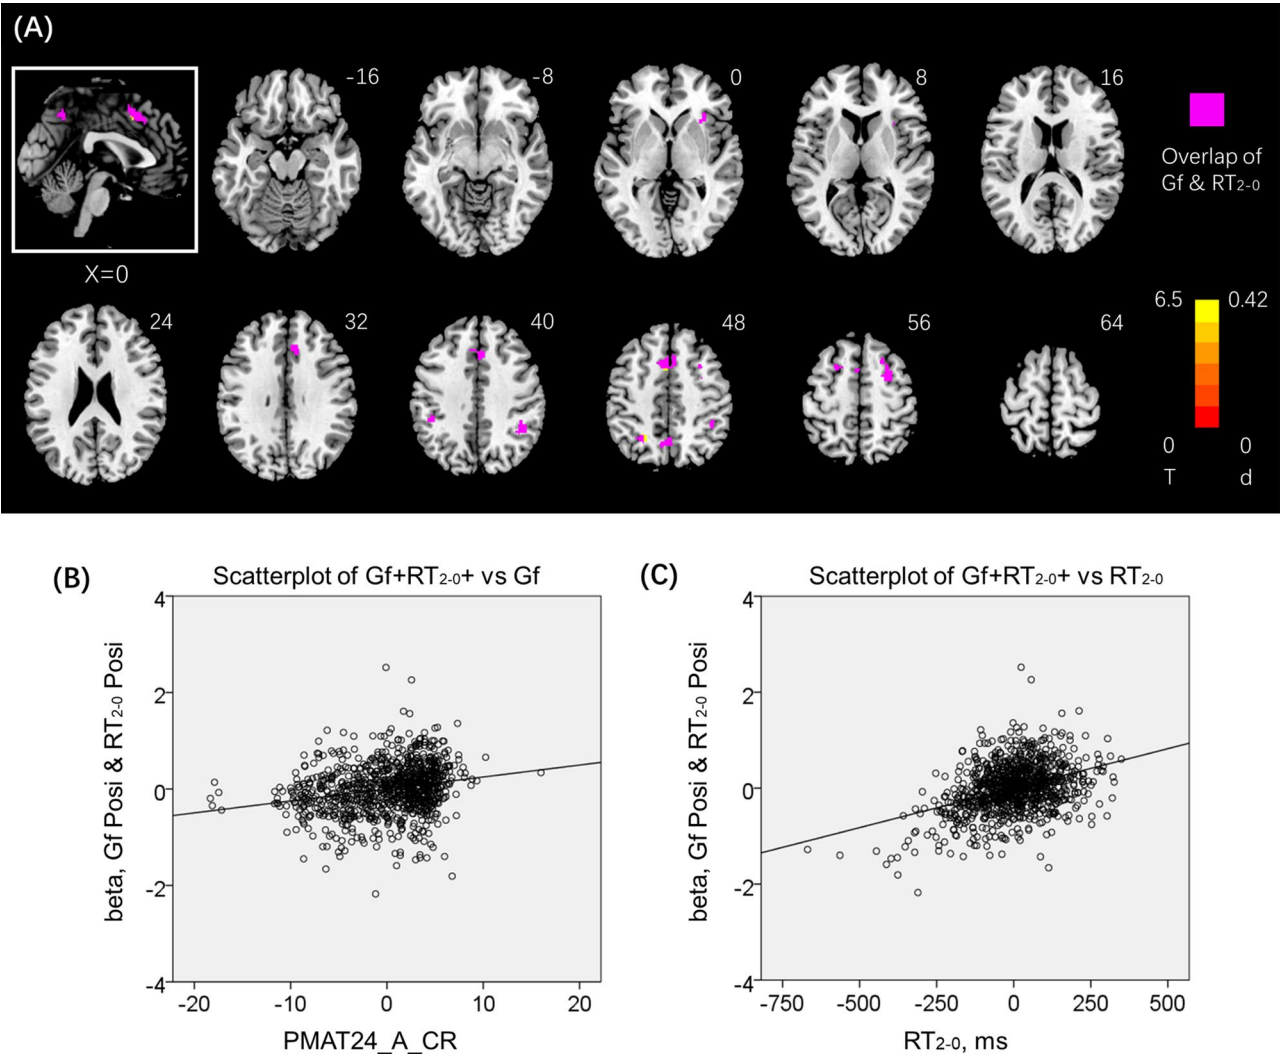 (A)
-16
-8
0
8
16
Overlap of
Gf & RT2-0
X=0
24
32
40
48
56
64
6.5
0.42
0
0
T
d
(B)
Scatterplot of Gf+RT2-0+ vs Gf
beta, Gf Posi & RT2-0 Posi
4
2
0
-2
-4
-20
-10
0
10
20
PMAT24_A_CR
(C)
Scatterplot of Gf+RT2-0+ vs RT2-0
beta, Gf Posi & RT2-0 Posi
4
2
0
-2
-4
-750
-500
-250
0
250
500
RT2-0, ms